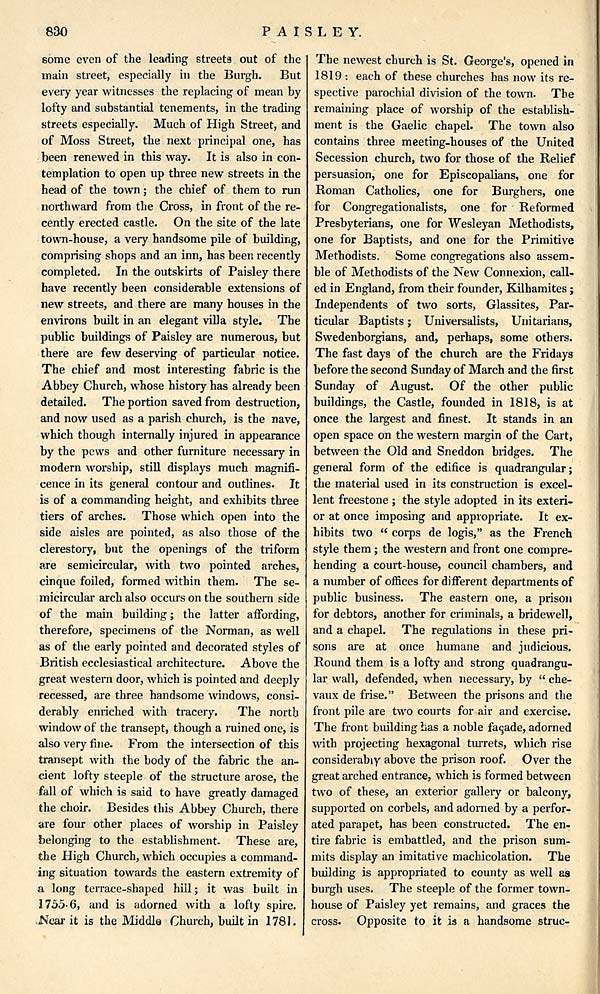 830
PAISLEY.
some even of the leading streets out of the
main street, especially in the Burgh. But
every year witnesses the replacing of mean by
lofty and substantial tenements, in the trading
streets especially. Much of High Street, and
of Moss Street, the next principal one, has
been renewed in this way. It is also in con-
templation to open up three new streets in the
head of the town; the chief of them to run
northward from the Cross, in front of the re-
cently erected castle. On the site of the late
town-house, a very handsome pile of building,
comprising shops and an inn, has been recently
completed. In the outskirts of Paisley there
have recently been considerable extensions of
new streets, and there are many houses in the
environs built in an elegant villa style. The
public buildings of Paisley are numerous, but
there are few deserving of particular notice.
The chief and most interesting fabric is the
Abbey Church, whose history has already been
detailed. The portion saved from destruction,
and now used as a parish church, is the nave,
which though internally injured in appearance
by the pews and other furniture necessary in
modern worship, still displays much magnifi-
cence in its general contour and outlines. It
is of a commanding height, and exhibits three
tiers of arches. Those which open into the
side aisles are pointed, as also those of the
clerestory, but the openings of the triform
are semicircular, with two pointed arches,
cinque foiled, formed within them. The se-
micircular arch also occurs on the southern side
of the main building; the latter affording,
therefore, specimens of the Norman, as well
as of the early pointed and decorated styles of
British ecclesiastical architecture. Above the
great western door, which is pointed and deeply
recessed, are three handsome windows, consi-
derably enriched with tracery. The north
window of the transept, though a ruined one, is
also very fine. From the intersection of this
transept with the body of the fabric the an-
cient lofty steeple of the structure arose, the
fall of which is said to have greatly damaged
the choir. Besides this Abbey Church, there
are four other places of worship in Paisley
belonging to the establishment. These are,
the High Church, which occupies a command-
ing situation towards the eastern extremity of
a long terrace-shaped hill; it was built in
1755-6, and is adorned with a lofty spire.
Near it is the Middle Church, built in 1781.
The newest church is St. George's, opened in
1819: each of these churches has now its re-
spective parochial division of the town. The
remaining place of worship of the establish-
ment is the Gaelic chapel. The town also
contains three meeting-houses of the United
Secession church, two for those of the Relief
persuasion, one for Episcopalians, one for
Roman Catholics, one for Burghers, one
for Congregationalists, one for Reformed
Presbyterians, one for Wesleyan Methodists,
one for Baptists, and one for the Primitive
Methodists. Some congregations also assem-
ble of Methodists of the New Connexion, call-
ed in England, from their founder, Kilhamites;
Independents of two sorts, Glassites, Par-
ticular Baptists; Universalists, Unitarians,
Swedenborgians, and, perhaps, some others.
The fast days of the church are the Fridays
before the second Sunday of March and the first
Sunday of August. Of the other public
buildings, the Castle, founded in 1818, is at
once the largest and finest. It stands in an
open space on the western margin of the Cart,
between the Old and Sneddon bridges. The
general form of the edifice is quadrangular;
the material used in its construction is excel-
lent freestone; the style adopted in its exteri-
or at once imposing and appropriate. It ex-
hibits two "corps de logis," as the French
style them; the western and front one compre-
hending a court-house, council chambers, and
a number of offices for different departments of
public business. The eastern one, a prison
for debtors, another for criminals, a bridewell,
and a chapel. The regulations in these pri-
sons are at once humane and judicious.
Round them is a lofty and strong quadrangu-
lar wall, defended, when necessary, by "che-
vaux de frise." Between the prisons and the
front pile are two courts for air and exercise.
The front building has a noble façade, adorned
with projecting hexagonal turrets, which rise
considerably above the prison roof. Over the
great arched entrance, which is formed between
two of these, an exterior gallery or balcony,
supported on corbels, and adorned by a perfor-
ated parapet, has been constructed. The en-
tire fabric is embattled, and the prison sum-
mits display an imitative machicolation. The
building is appropriated to county as well as
burgh uses. The steeple of the former town-
house of Paisley yet remains, and graces the
cross. Opposite to it is a handsome struc-